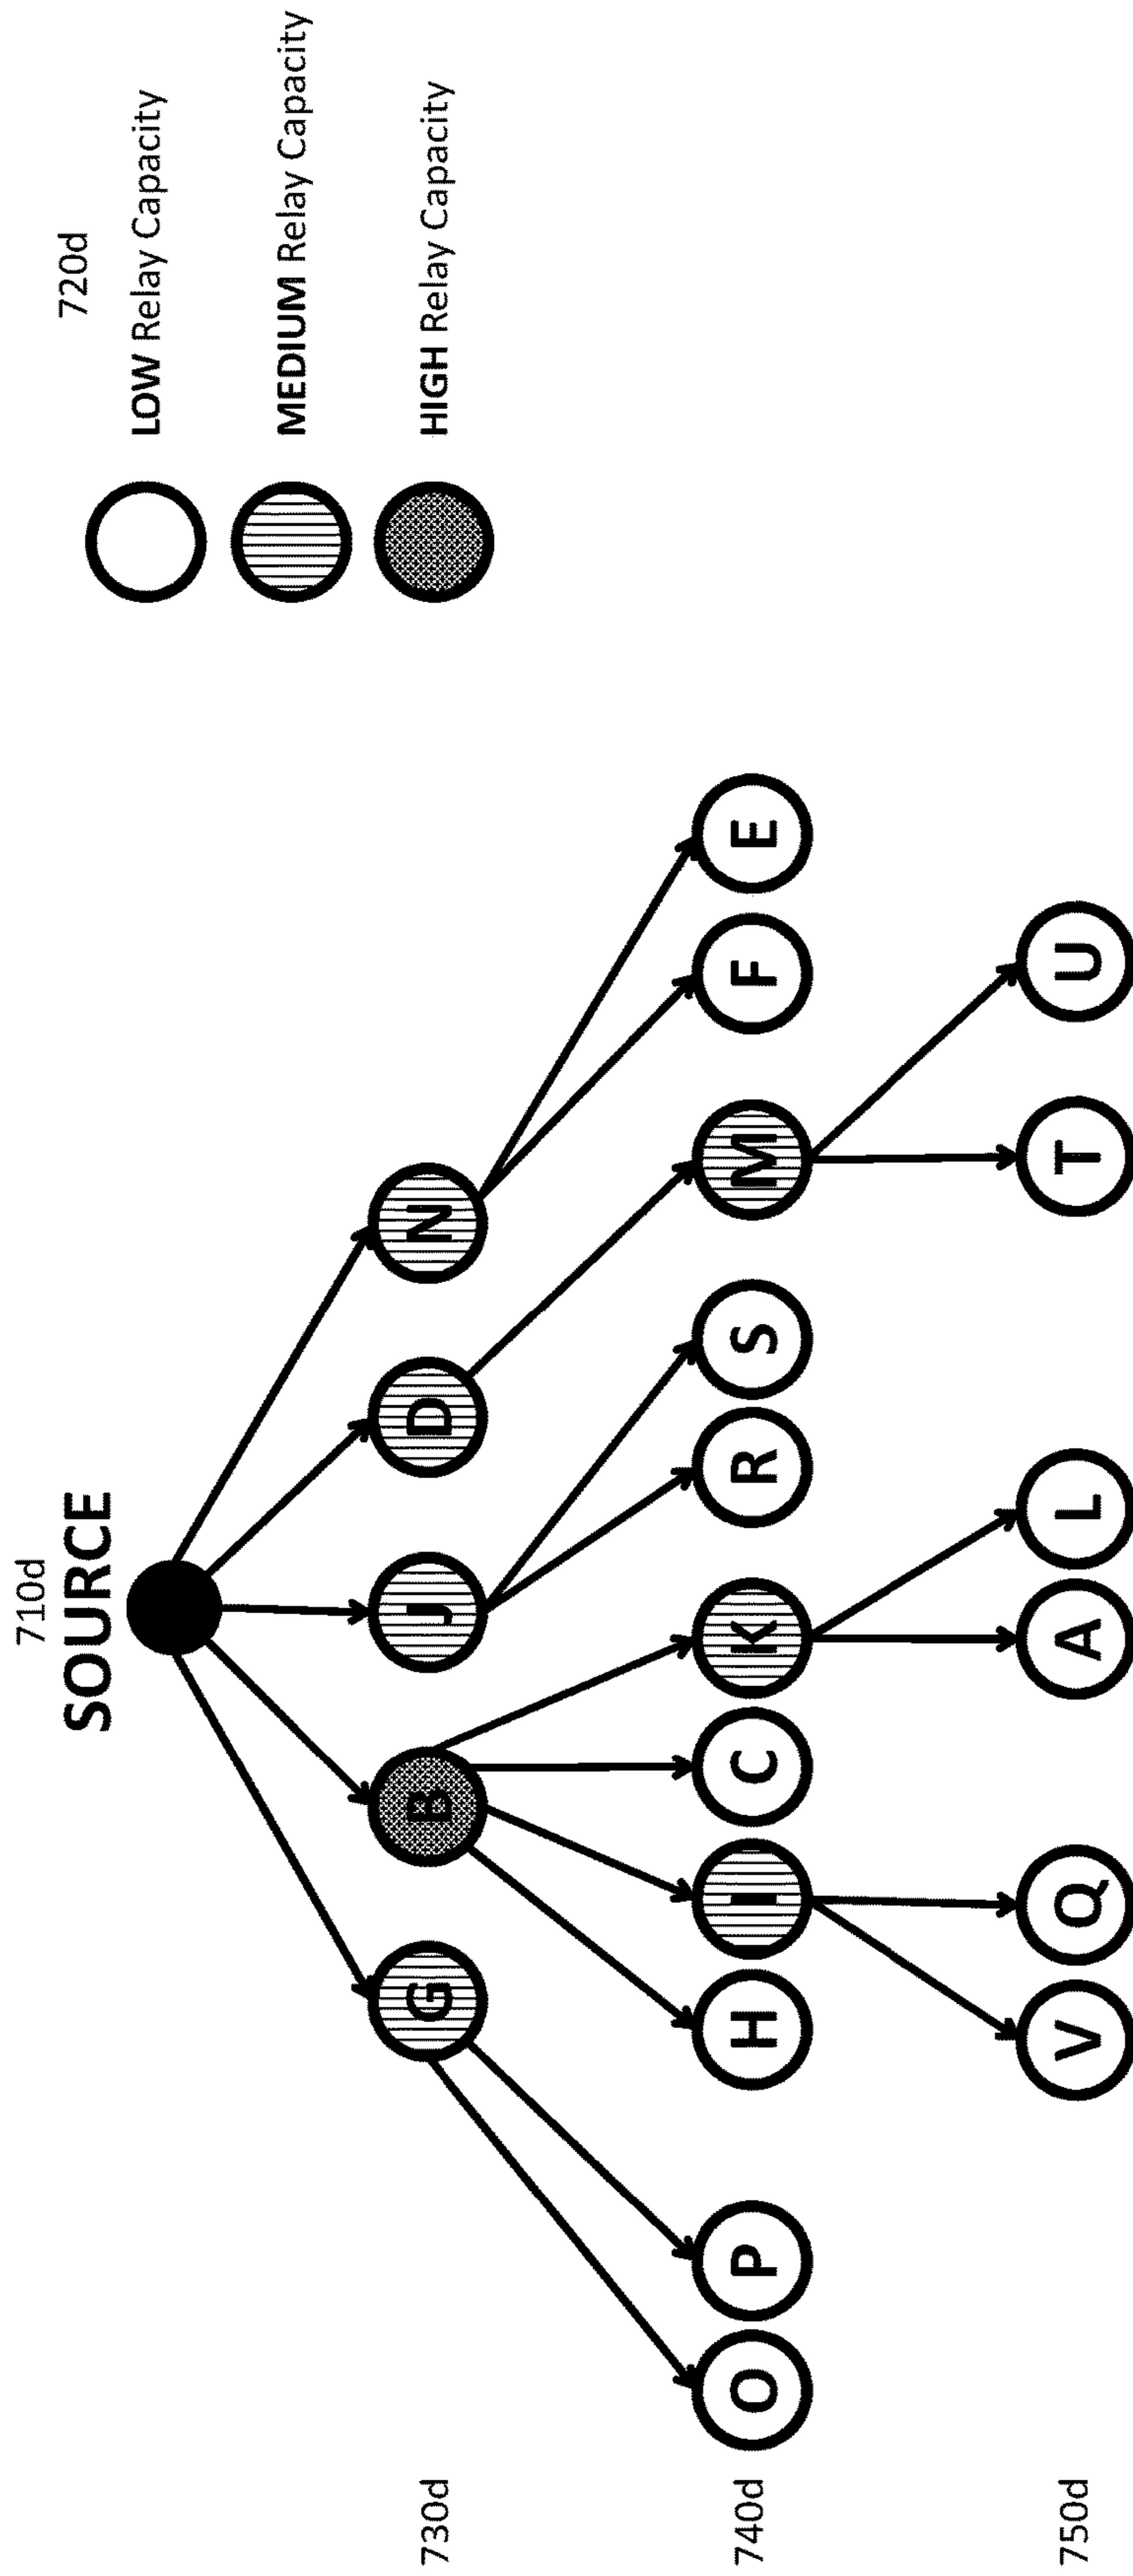 710d
SOURCE
720d
LOW Relay Capacity
MEDIUM Relay Capacity
HIGH Relay Capacity
730d
G
B
J
D
N
740d
O
P
H
I
C
K
R
S
M
F
E
750d
V
Q
A
L
T
U